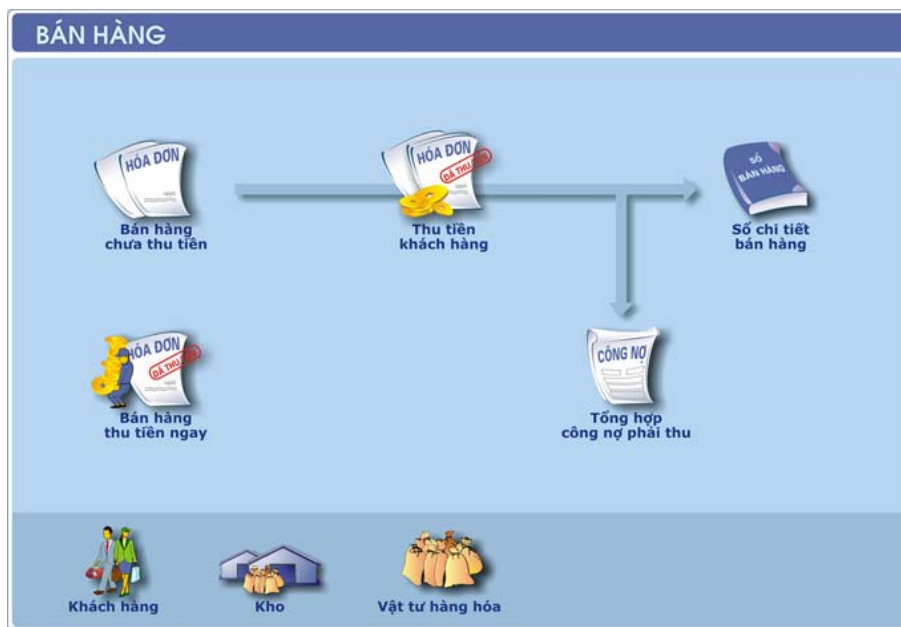 BÁN HÀNG
HÓA ĐƠN
Bán hàng
chưa thu tiền
HÓA ĐƠN
ĐÃ THU
Thu tiền
khách hàng
SỔ
BÁN HÀNG
Sổ chi tiết
bán hàng
HÓA ĐƠN
ĐÃ THU
Bán hàng
thu tiền ngay
CÔNG NỢ
Tổng hợp
công nợ phải thu
Khách hàng
Kho
Vật tư hàng hóa